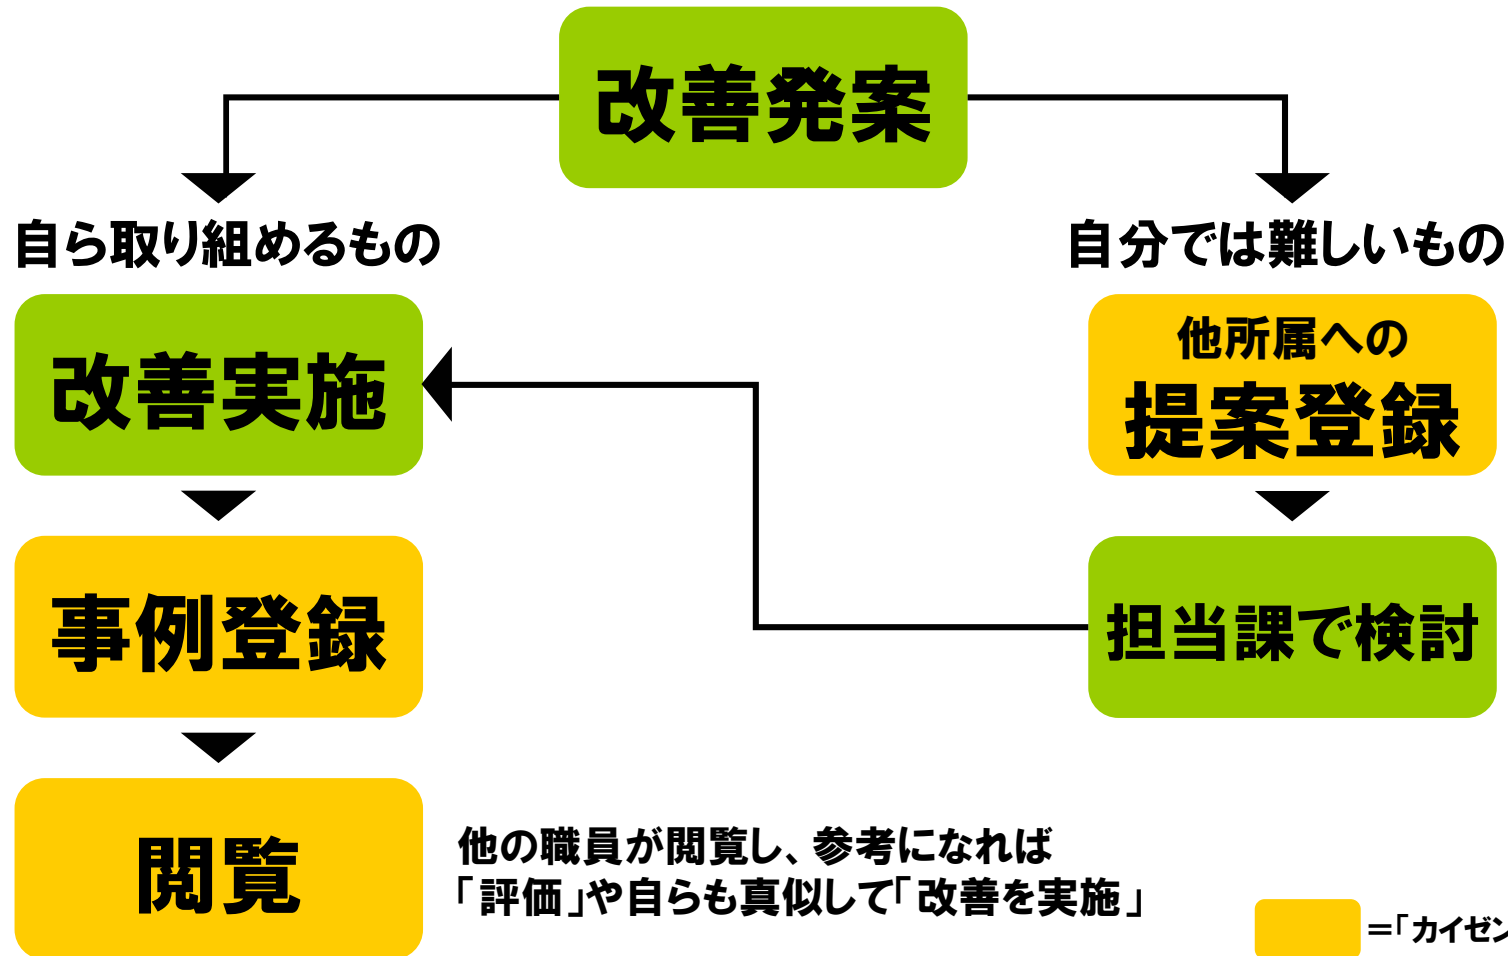 改善発案
自ら取り組めるもの
自分では難しいもの
改善実施
他所属への
提案登録
事例登録
担当課で検討
閲覧
他の職員が閲覧し、参考になれば
「評価」や自らも真似して「改善を実施」
=「カイゼン